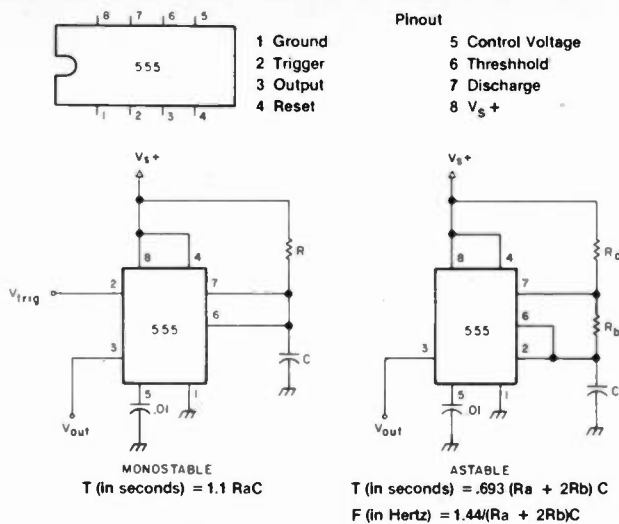 8 7 6 5
555
1 2 3 4
1 Ground
2 Trigger
3 Output
4 Reset
Pinout
5 Control Voltage
6 Threshhold
7 Discharge
8 Vs +
Vs +
8 4
R
7
2
Vtrig
6
555
3
C
5
1
.01
Vout
MONOSTABLE
T (in seconds) = 1.1 RaC
Vs +
8 4
Ra
7
6
Rb
555
3
2
C
5
1
.01
Vout
ASTABLE
T (in seconds) = .693 (Ra + 2Rb) C
F (in Hertz) = 1.44/(Ra + 2Rb)C